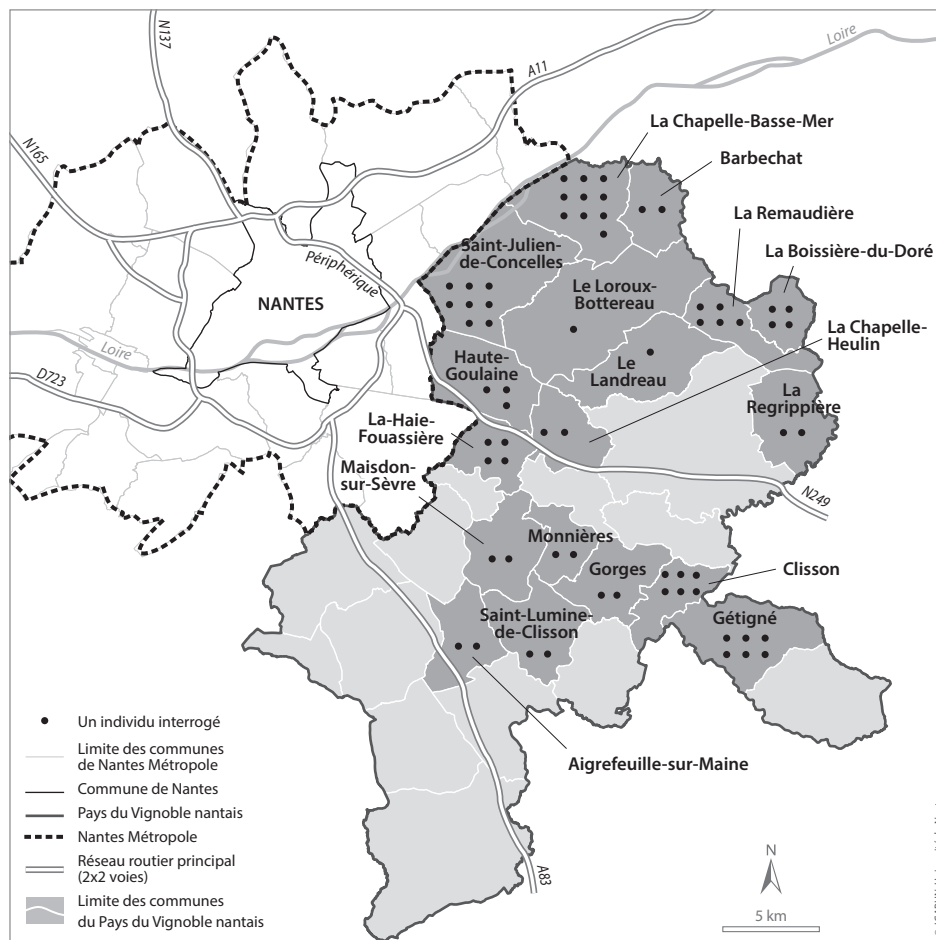 N137
A11
Loire
N165
La Chapelle-Basse-Mer
Barbechat
La Remaudière
La Boissière-du-Doré
Saint-Julien-
de-Concelles
Périphérique
Le Loroux-
Bottereau
NANTES
La Chapelle-
Heulin
Loire
Haute-
Goulaine
Le
Landreau
D723
La
Regrippière
La-Haie-
Fouassière
Maisdon-
sur-Sèvre
N249
Monnières
Gorges
Clisson
Saint-Lumine-
de-Clisson
Gétigné
Aigrefeuille-sur-Maine
A83
Un individu interrogé
Limite des communes
de Nantes Métropole
Commune de Nantes
Pays du Vignoble nantais
Nantes Métropole
Réseau routier principal
(2x2 voies)
Limite des communes
du Pays du Vignoble nantais
N
5 km